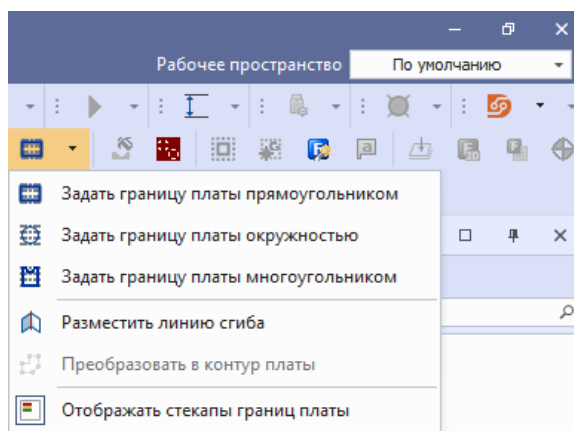 Рабочее пространство По умолчанию
Задать границу платы прямоугольником
Задать границу платы окружностью
Задать границу платы многоугольником
Разместить линию сгиба
Преобразовать в контур платы
Отображать стекапы границ платы